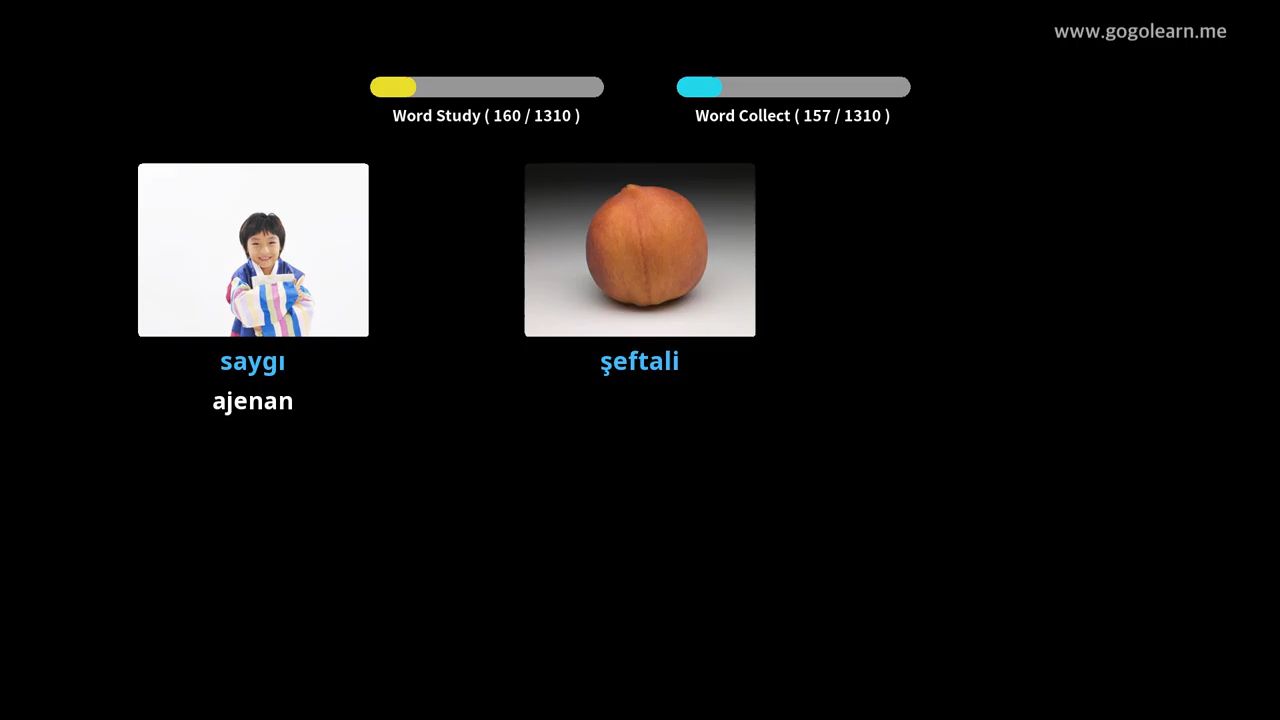 www.gogolearn.me
Word Study ( 160 / 1310 )
Word Collect ( 157 / 1310 )
saygı
şeftali
ajenan